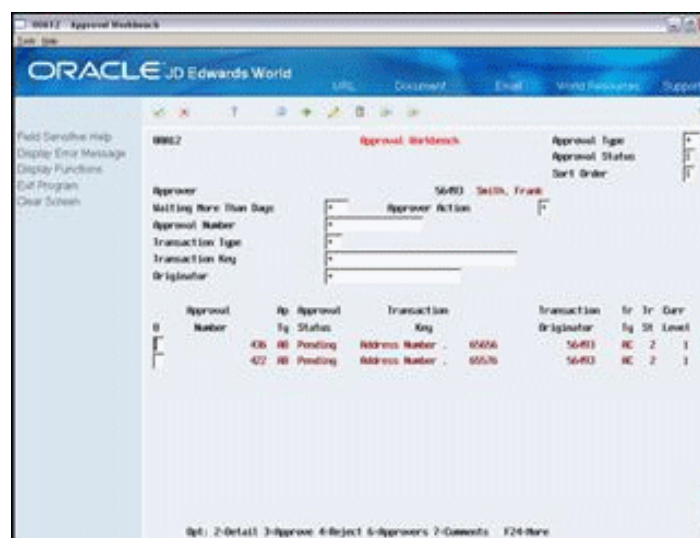 00812 - Approval Workbench
Tools Help
ORACLE JD Edwards World
URL Document Email World Resources Support
Field Sensitive Help
Display Error Message
Display Functions
Exit Program
Clear Screen
00812 Approval Workbench Approval Type *
Approval Status 1
Sort Order
Approver 56493 Smith, Frank
Waiting More Than Days * Approver Action *
Approval Number *
Transaction Type *
Transaction Key *
Originator *
Approval Ap Approval Transaction Transaction Tr Tr Curr
O Number Ty Status Key Originator Ty St Level
436 AB Pending Address Number . 65656 56493 AC 2 1
422 AB Pending Address Number . 65576 56493 AC 2 1
Opt: 2-Detail 3-Approve 4-Reject 6-Approvers 7-Comments F24-More